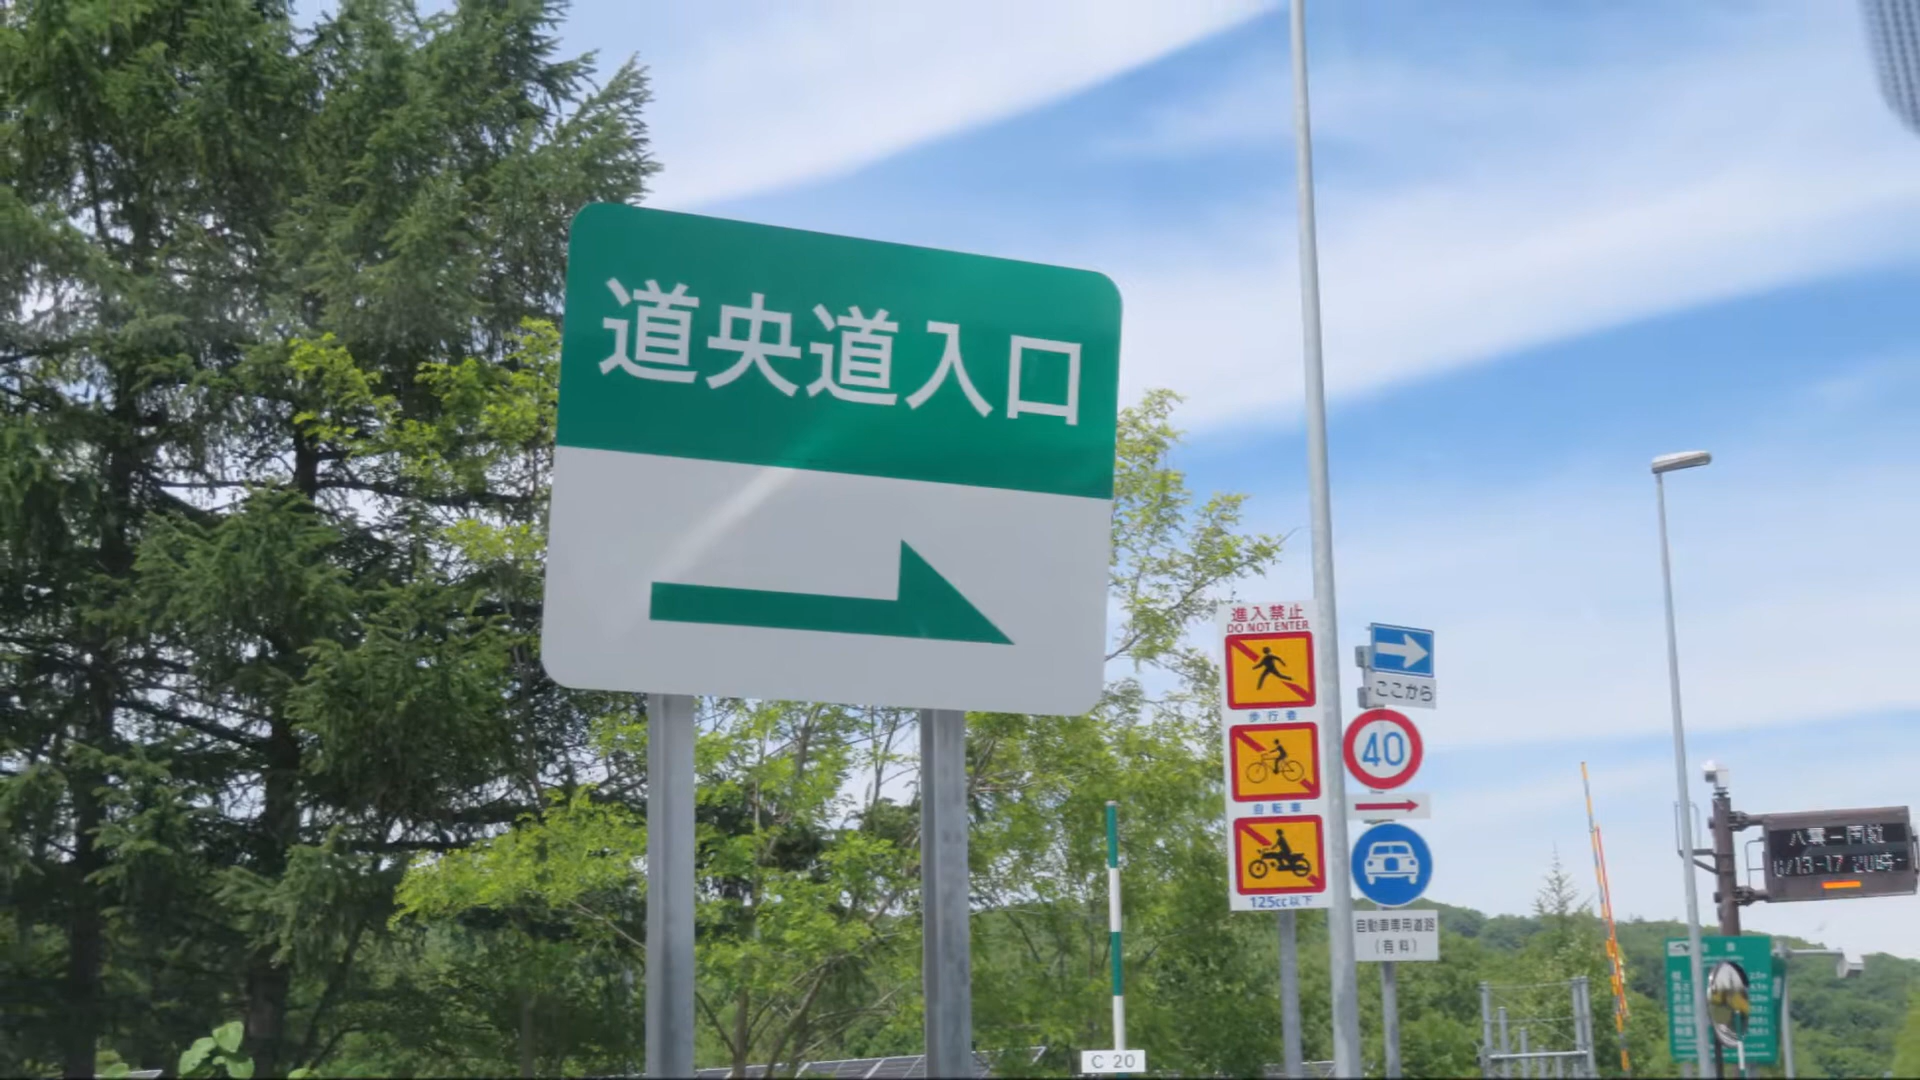 道央道入口
進入禁止
DO NOT ENTER
歩行者
自転車
125cc以下
ここから
40
自動車専用道路
(有料)
C 20